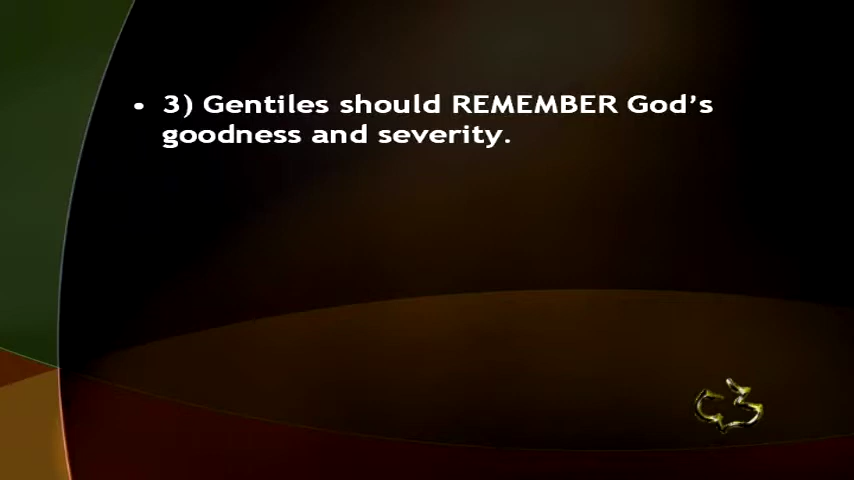 • 3) Gentiles should REMEMBER God's
goodness and severity.